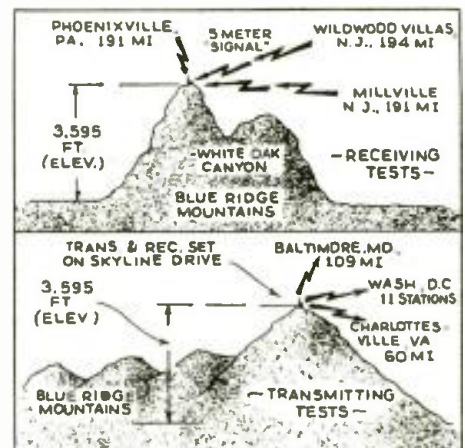 PHOENIXVILLE
PA. 191 MI
5 METER
SIGNAL"
WILDWOOD VILLAS
N.J., 194 MI
MILLVILLE
N J., 191 MI
3,595
FT
(ELEV.)
-WHITE OAK
CANYON
BLUE RIDGE
MOUNTAINS
-RECEIVING
TESTS-
TRANS & REC. SET
ON SKYLINE DRIVE
BALTIMORE, MD.
109 MI
3,595
FT
(ELEV.)
WASH. D.C
11 STATIONS
CHARLOTTES
VILLE VA
60 MI
BLUE RIDGE
MOUNTAINS
-TRANSMITTING
TESTS-